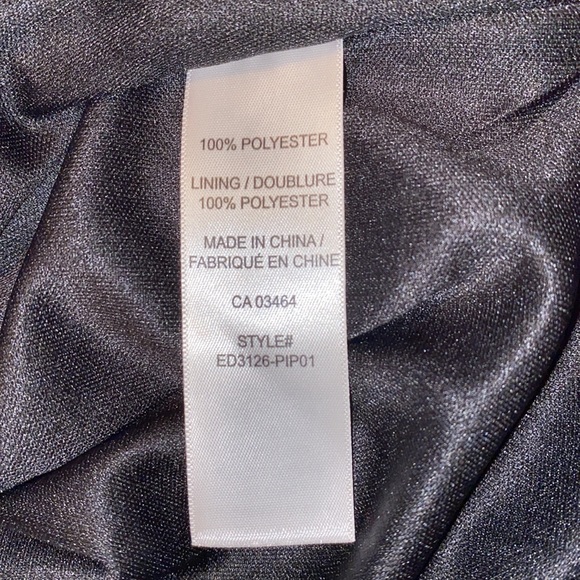 100% POLYESTER
LINING / DOUBLURE
100% POLYESTER
MADE IN CHINA /
FABRIQUÉ EN CHINE
CA 03464
STYLE#
ED3126-PIP01